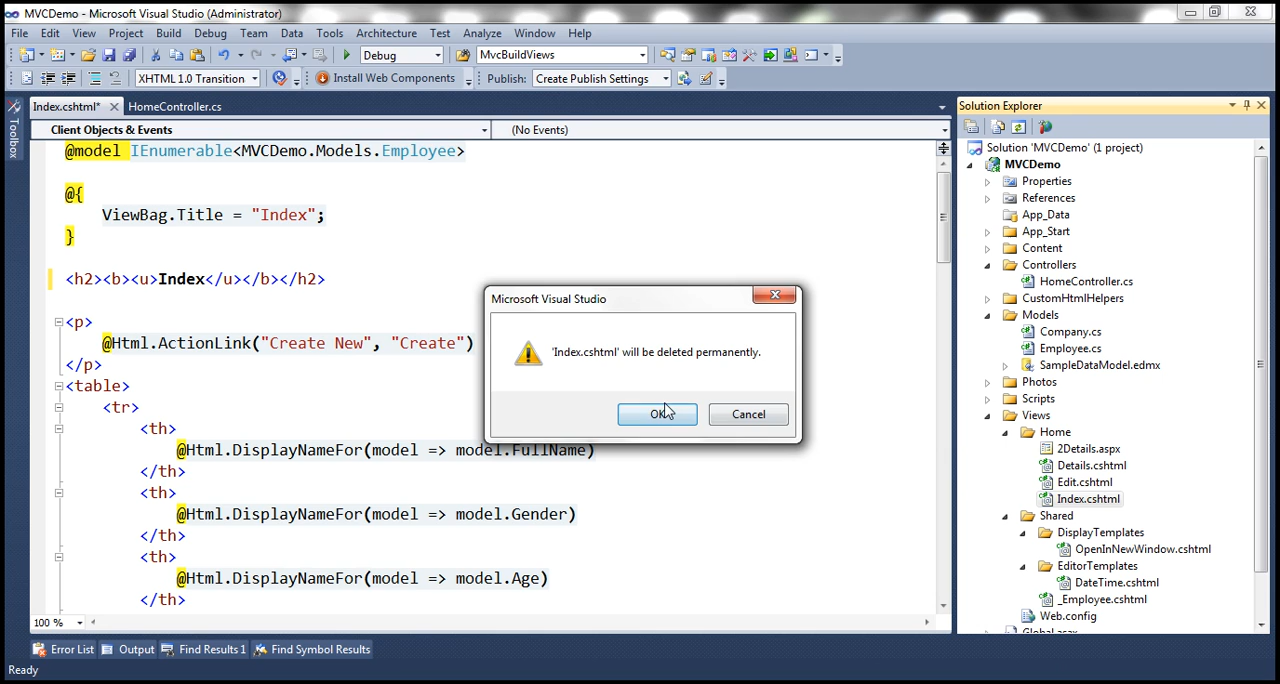 MVCDemo - Microsoft Visual Studio (Administrator)
File Edit View Project Build Debug Team Data Tools Architecture Test Analyze Window Help
Debug MvcBuildViews
XHTML 1.0 Transition Install Web Components Publish: Create Publish Settings
Index.cshtml* HomeController.cs
Client Objects & Events (No Events)
Toolbox
@model IEnumerable<MVCDemo.Models.Employee>
@{
ViewBag.Title = "Index";
}
<h2><b><u>Index</u></b></h2>
<p>
@Html.ActionLink("Create New", "Create")
</p>
<table>
<tr>
<th>
@Html.DisplayNameFor(model => model.FullName)
</th>
<th>
@Html.DisplayNameFor(model => model.Gender)
</th>
<th>
@Html.DisplayNameFor(model => model.Age)
</th>
100 %
Microsoft Visual Studio
'Index.cshtml' will be deleted permanently.
OK Cancel
Solution Explorer
Solution 'MVCDemo' (1 project)
MVCDemo
Properties
References
App_Data
App_Start
Content
Controllers
HomeController.cs
CustomHtmlHelpers
Models
Company.cs
Employee.cs
SampleDataModel.edmx
Photos
Scripts
Views
Home
2Details.aspx
Details.cshtml
Edit.cshtml
Index.cshtml
Shared
DisplayTemplates
OpenInNewWindow.cshtml
EditorTemplates
DateTime.cshtml
_Employee.cshtml
Web.config
Global.asax
Error List Output Find Results 1 Find Symbol Results
Ready